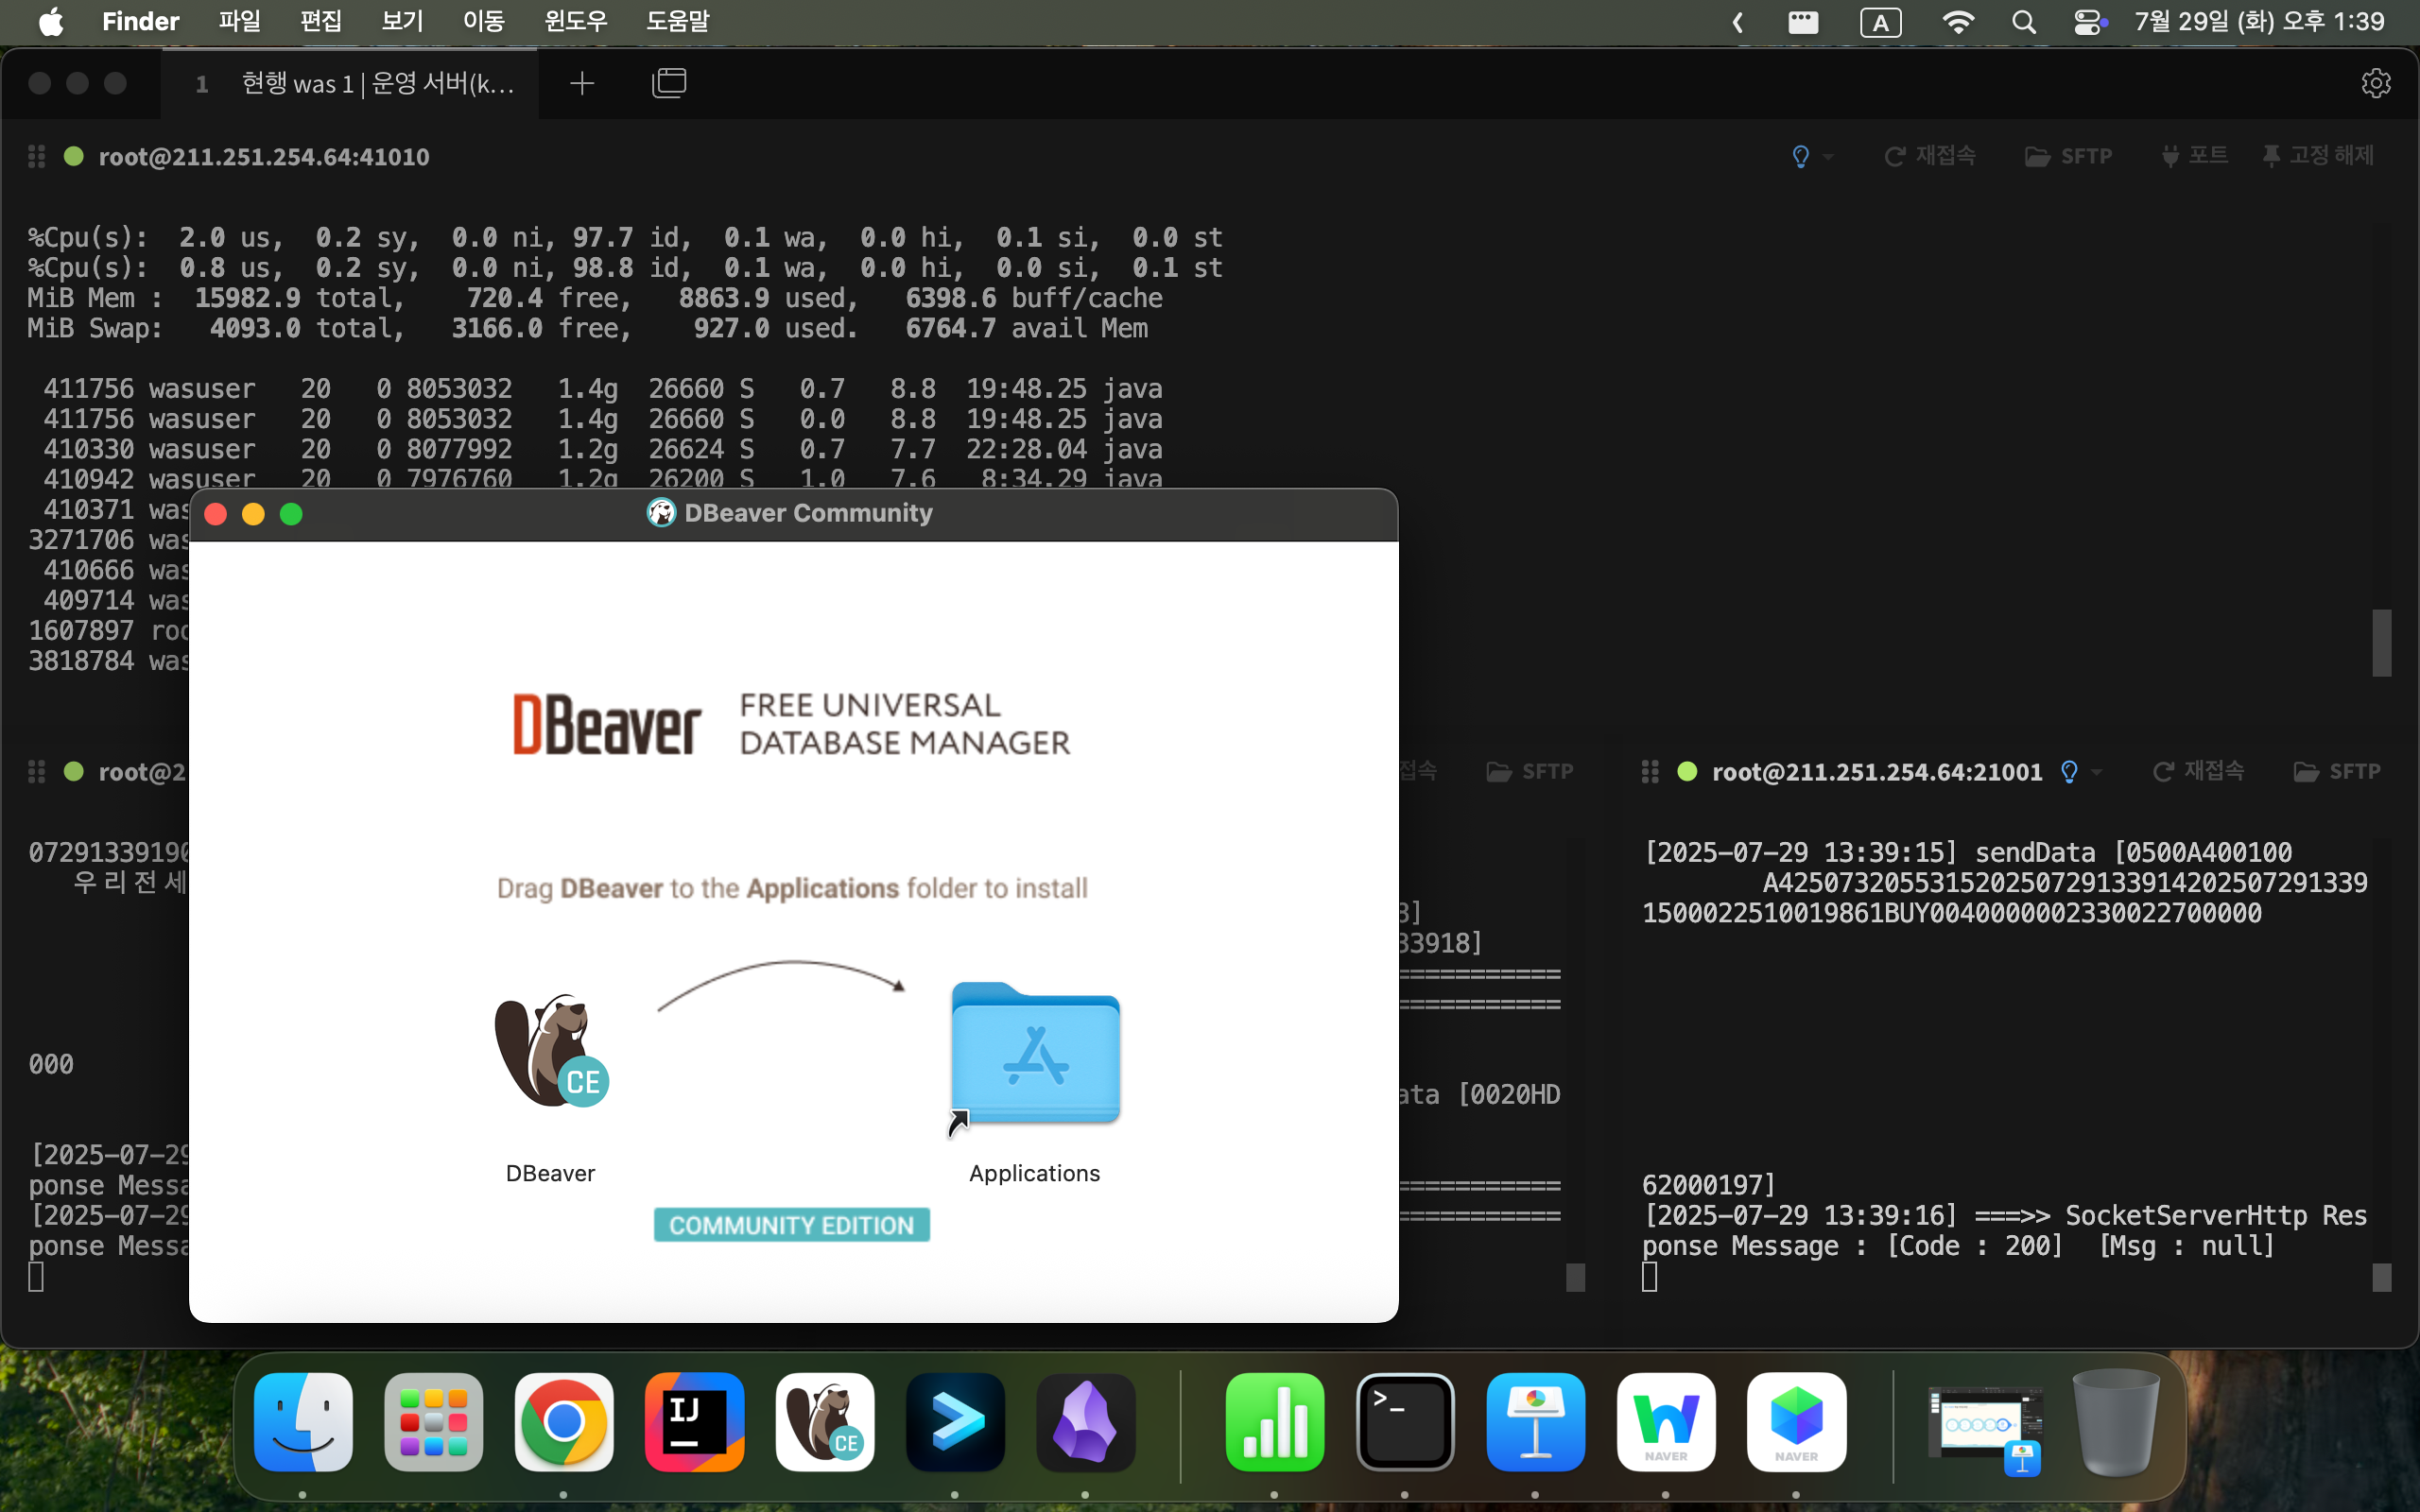 Finder 파일 편집 보기 이동 윈도우 도움말 A 7월 29일 (화) 오후 1:39
1 현행 was 1 | 운영 서버(k...
root@211.251.254.64:41010 재접속 SFTP 포트 고정 해제
%Cpu(s): 2.0 us, 0.2 sy, 0.0 ni, 97.7 id, 0.1 wa, 0.0 hi, 0.1 si, 0.0 st
%Cpu(s): 0.8 us, 0.2 sy, 0.0 ni, 98.8 id, 0.1 wa, 0.0 hi, 0.0 si, 0.1 st
MiB Mem : 15982.9 total, 720.4 free, 8863.9 used, 6398.6 buff/cache
MiB Swap: 4093.0 total, 3166.0 free, 927.0 used. 6764.7 avail Mem
411756 wasuser 20 0 8053032 1.4g 26660 S 0.7 8.8 19:48.25 java
411756 wasuser 20 0 8053032 1.4g 26660 S 0.0 8.8 19:48.25 java
410330 wasuser 20 0 8077992 1.2g 26624 S 0.7 7.7 22:28.04 java
410942 wasuser 20 0 7976760 1.2g 26200 S 1.0 7.6 8:34.29 java
410371 was
3271706 was
410666 was
409714 was
1607897 roo
3818784 was
DBeaver Community
DBeaver FREE UNIVERSAL
DATABASE MANAGER
Drag DBeaver to the Applications folder to install
CE
DBeaver Applications
COMMUNITY EDITION
root@2
07291339190
우 리 전 세
000
[2025-07-29
ponse Messa
[2025-07-29
ponse Messa
접속 SFTP
3]
33918]
===========
===========
ata [0020HD
===========
===========
root@211.251.254.64:21001 재접속 SFTP
[2025-07-29 13:39:15] sendData [0500A400100
A42507320553152025072913391420250729​1339
1500022510019861BUY0040000002330022700000
62000197]
[2025-07-29 13:39:16] ===>> SocketServerHttp Res
ponse Message : [Code : 200] [Msg : null]
IJ CE >_ NAVER NAVER